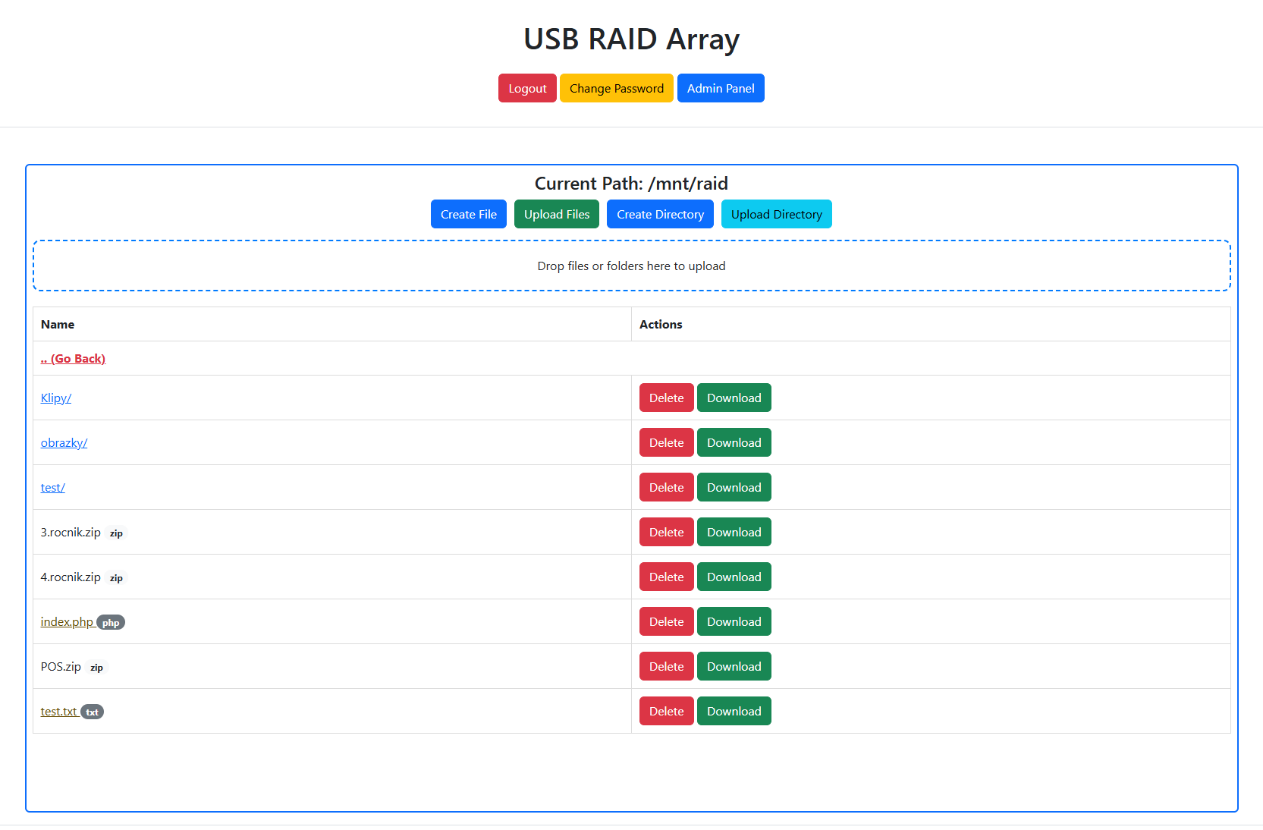 USB RAID Array
Logout Change Password Admin Panel
Current Path: /mnt/raid
Create File Upload Files Create Directory Upload Directory
Drop files or folders here to upload
Name Actions
.. (Go Back)
Klipy/ Delete Download
obrazky/ Delete Download
test/ Delete Download
3.rocnik.zip zip Delete Download
4.rocnik.zip zip Delete Download
index.php php Delete Download
POS.zip zip Delete Download
test.txt txt Delete Download